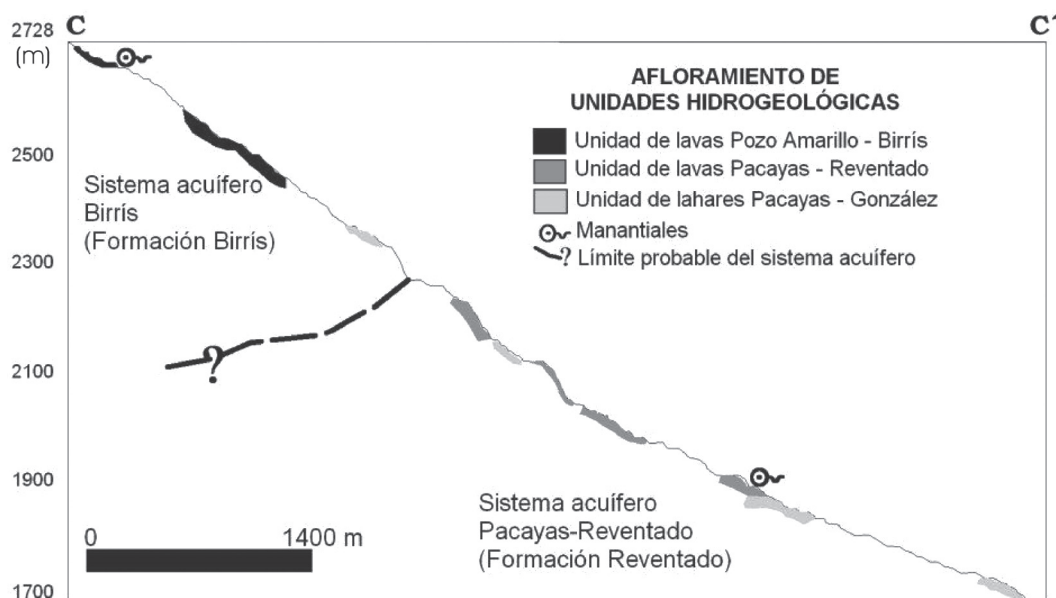 2728 C C'
(m)
AFLORAMIENTO DE
UNIDADES HIDROGEOLÓGICAS
Unidad de lavas Pozo Amarillo - Birrís
Unidad de lavas Pacayas - Reventado
Unidad de lahares Pacayas - González
Manantiales
? Límite probable del sistema acuífero
2500
Sistema acuífero
Birrís
(Formación Birrís)
2300
2100
?
1900
Sistema acuífero
Pacayas-Reventado
(Formación Reventado)
0 1400 m
1700